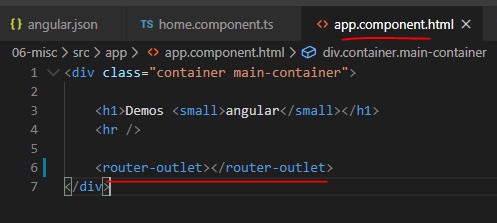 angular.json
home.component.ts
<> app.component.html ×
06-misc > src > app > <> app.component.html > div.container.main-container
1 <div class="container main-container">
2
3 <h1>Demos <small>angular</small></h1>
4 <hr />
5
6 <router-outlet></router-outlet>
7 </div>